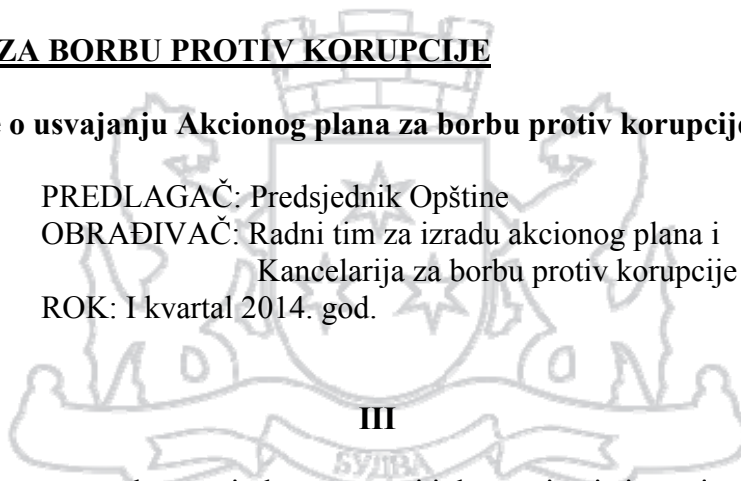 ZA BORBU PROTIV KORUPCIJE
o usvajanju Akcionog plana za borbu protiv korupcije
PREDLAGAČ: Predsjednik Opštine
OBRAĐIVAČ: Radni tim za izradu akcionog plana i
Kancelarija za borbu protiv korupcije
ROK: I kvartal 2014. god.
III
БУДВА